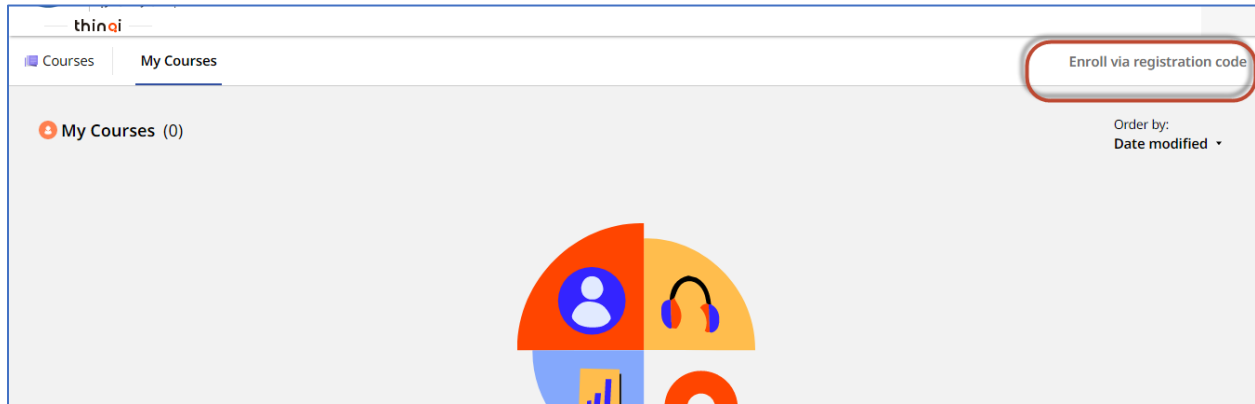 thinqi
Courses
My Courses
Enroll via registration code
My Courses (0)
Order by:
Date modified